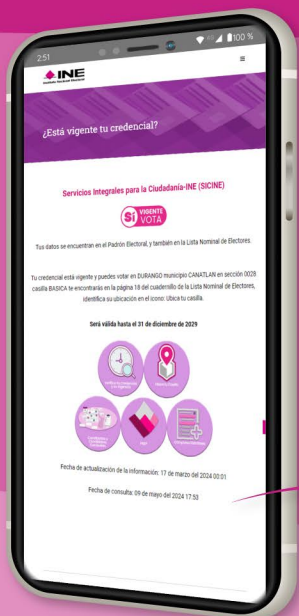 2:51
100 %
INE
Instituto Nacional Electoral
¿Está vigente tu credencial?
Servicios Integrales para la Ciudadanía-INE (SICINE)
Sí VIGENTE
VOTA
Tus datos se encuentran en el Padrón Electoral, y también en la Lista Nominal de Electores.
Tu credencial está vigente y puedes votar en DURANGO municipio CANATLAN en sección 0028
casilla BASICA te encontrarás en la página 18 del cuadernillo de la Lista Nominal de Electores,
identifica su ubicación en el icono: Ubica tu casilla.
Será válida hasta el 31 de diciembre de 2029
Fecha de actualización de la información: 17 de marzo del 2024 00:01
Fecha de consulta: 09 de mayo del 2024 17:53